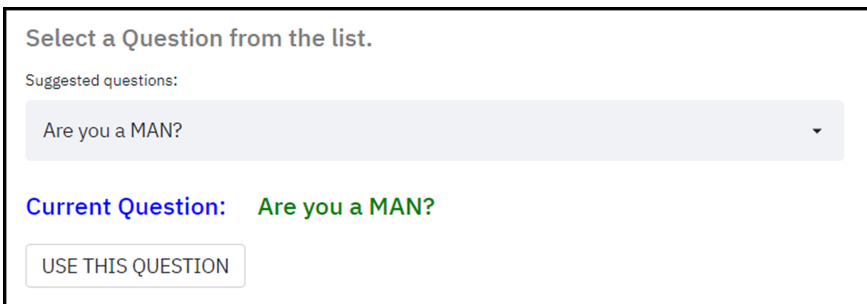 Select a Question from the list.
Suggested questions:
Are you a MAN?
Current Question: Are you a MAN?
USE THIS QUESTION